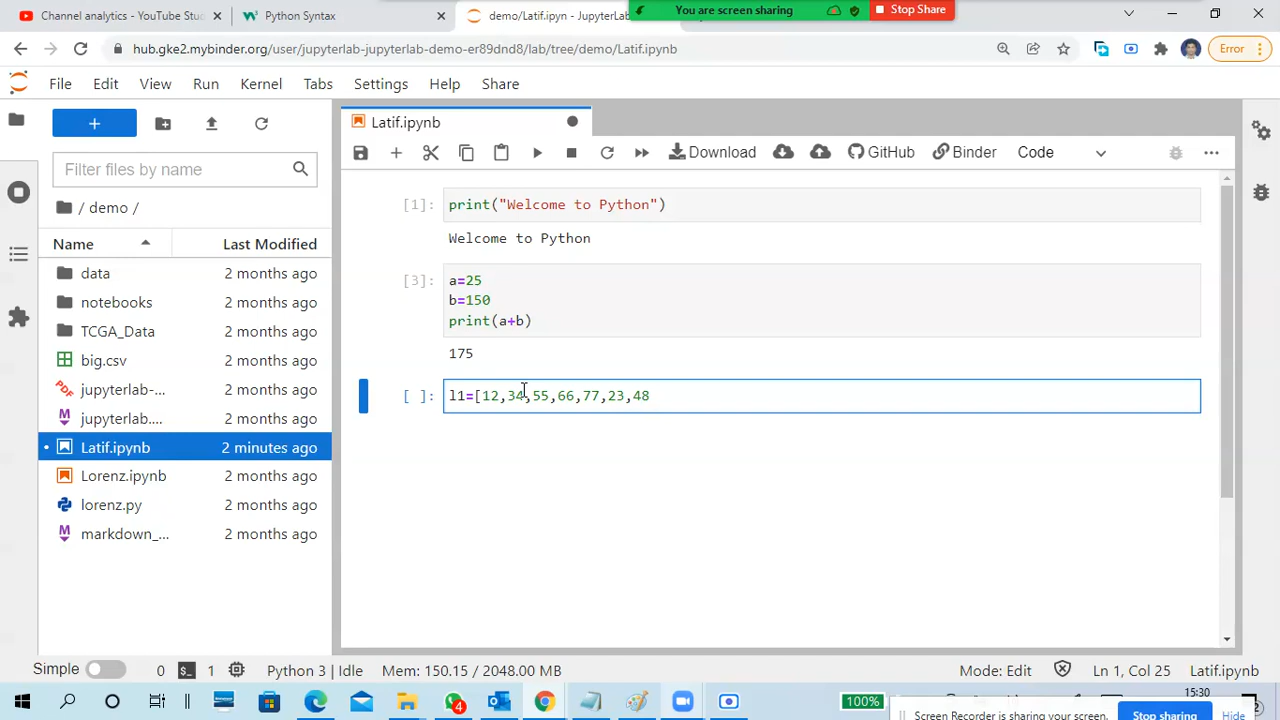 Channel analytics - YouTube Stu
Python Syntax
demo/Latif.ipyn - JupyterLab
You are screen sharing
Stop Share
hub.gke2.mybinder.org/user/jupyterlab-jupyterlab-demo-er89dnd8/lab/tree/demo/Latif.ipynb
Error
File Edit View Run Kernel Tabs Settings Help Share
Latif.ipynb
Download GitHub Binder Code
Filter files by name
/ demo /
Name Last Modified
data 2 months ago
notebooks 2 months ago
TCGA_Data 2 months ago
big.csv 2 months ago
jupyterlab-... 2 months ago
jupyterlab.... 2 months ago
Latif.ipynb 2 minutes ago
Lorenz.ipynb 2 months ago
lorenz.py 2 months ago
markdown_... 2 months ago
[1]: print("Welcome to Python")
Welcome to Python
[3]: a=25
b=150
print(a+b)
175
[ ]: l1=[12,34,55,66,77,23,48
Simple 0 1 Python 3 | Idle Mem: 150.15 / 2048.00 MB Mode: Edit Ln 1, Col 25 Latif.ipynb
4 100% 15:30
Screen Recorder is sharing your screen. Stop sharing Hide